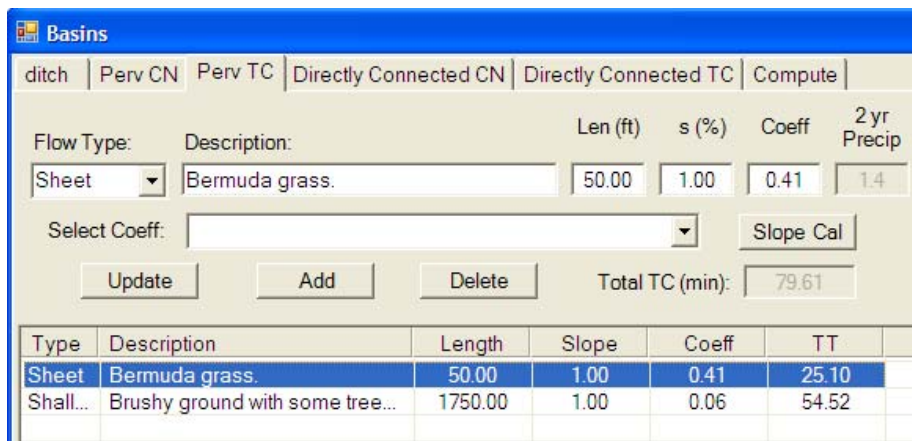 Basins
ditch Perv CN Perv TC Directly Connected CN Directly Connected TC Compute
Flow Type: Description: Len (ft) s (%) Coeff 2 yr Precip
Sheet Bermuda grass. 50.00 1.00 0.41 1.4
Select Coeff: Slope Cal
Update Add Delete Total TC (min): 79.61
Type Description Length Slope Coeff TT
Sheet Bermuda grass. 50.00 1.00 0.41 25.10
Shall... Brushy ground with some tree... 1750.00 1.00 0.06 54.52